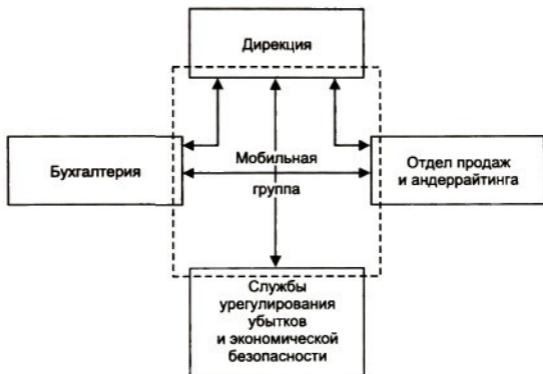 Дирекция
Бухгалтерия
Мобильная
группа
Отдел продаж
и андеррайтинга
Службы
урегулирования
убытков
и экономической
безопасности